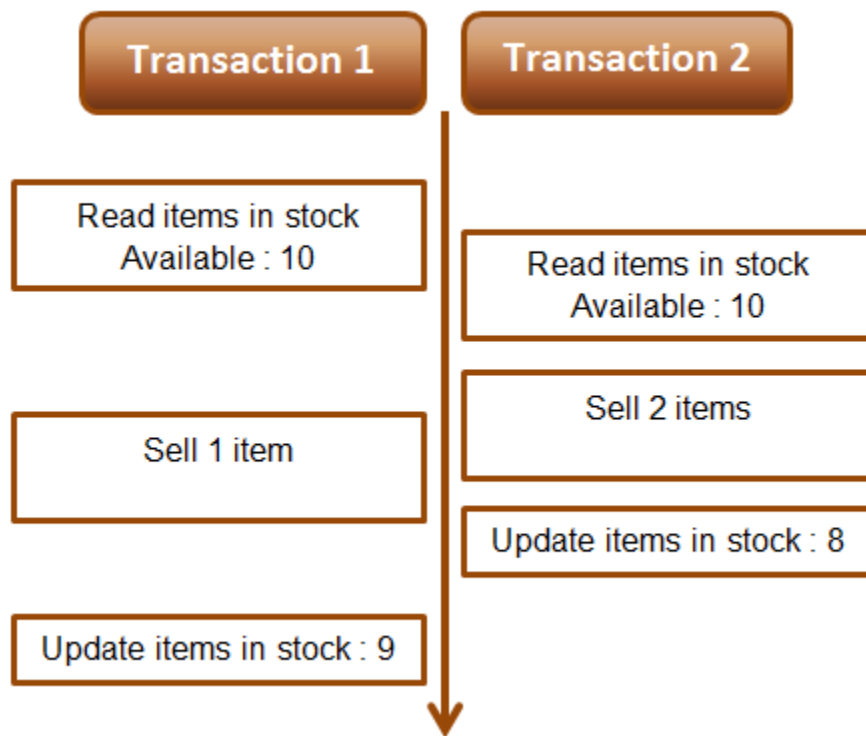 Transaction 1
Transaction 2
Read items in stock
Available : 10
Read items in stock
Available : 10
Sell 2 items
Sell 1 item
Update items in stock : 8
Update items in stock : 9